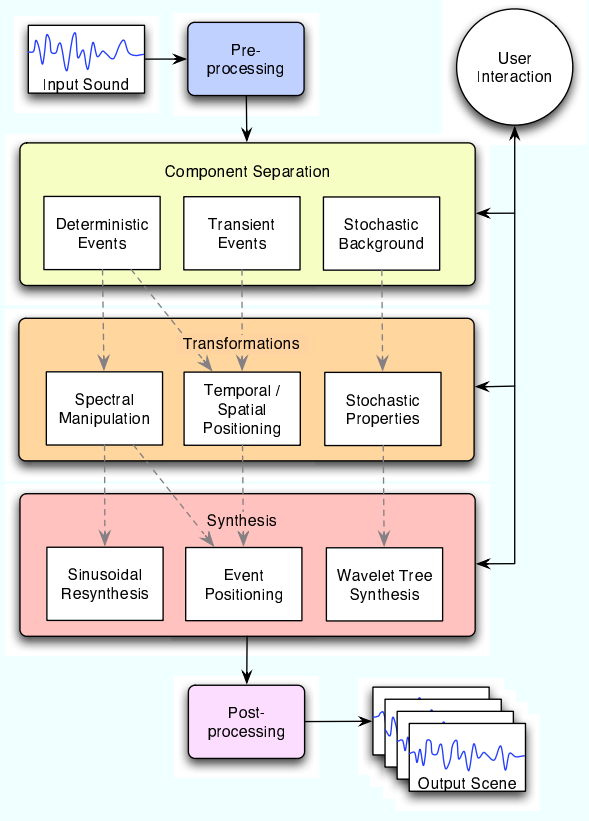 Input Sound
Pre-
processing
User
Interaction
Component Separation
Deterministic
Events
Transient
Events
Stochastic
Background
Transformations
Spectral
Manipulation
Temporal /
Spatial
Positioning
Stochastic
Properties
Synthesis
Sinusoidal
Resynthesis
Event
Positioning
Wavelet Tree
Synthesis
Post-
processing
Output Scene